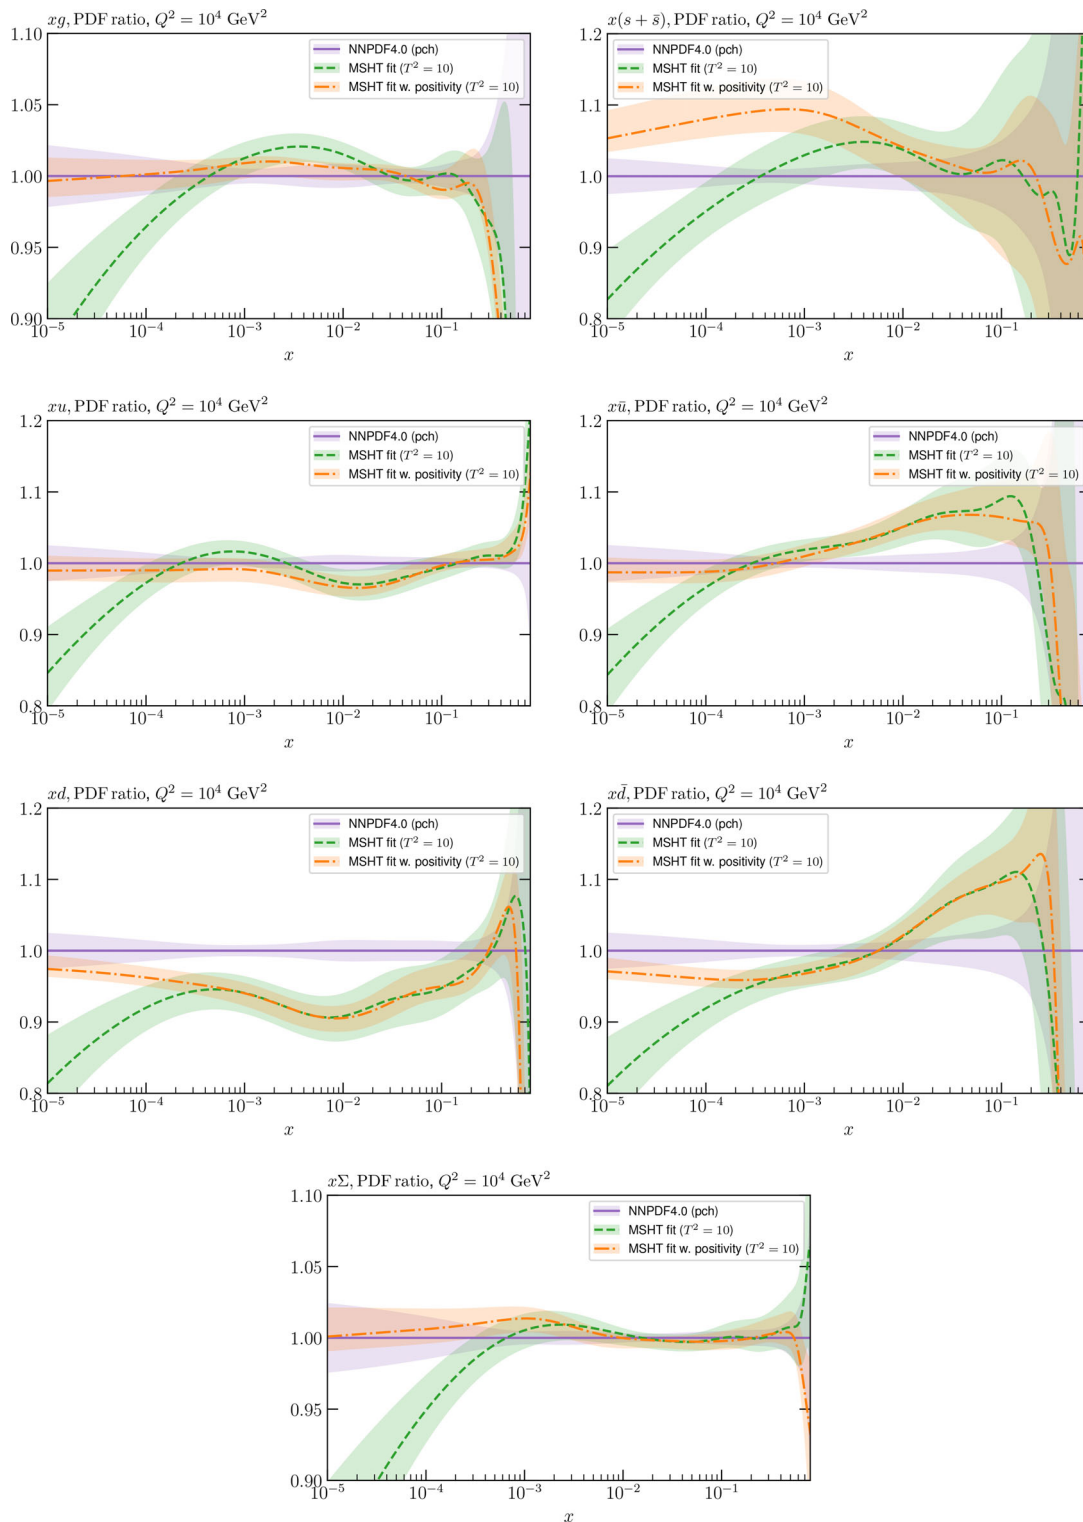 xg, PDF ratio, Q² = 10⁴ GeV²
1.10
1.05
1.00
0.95
0.90
NNPDF4.0 (pch)
MSHT fit (T² = 10)
MSHT fit w. positivity (T² = 10)
10⁻⁵ 10⁻⁴ 10⁻³ 10⁻² 10⁻¹
x
x(s + s̄), PDF ratio, Q² = 10⁴ GeV²
1.2
1.1
1.0
0.9
0.8
NNPDF4.0 (pch)
MSHT fit (T² = 10)
MSHT fit w. positivity (T² = 10)
10⁻⁵ 10⁻⁴ 10⁻³ 10⁻² 10⁻¹
x
xu, PDF ratio, Q² = 10⁴ GeV²
1.2
1.1
1.0
0.9
0.8
NNPDF4.0 (pch)
MSHT fit (T² = 10)
MSHT fit w. positivity (T² = 10)
10⁻⁵ 10⁻⁴ 10⁻³ 10⁻² 10⁻¹
x
xū, PDF ratio, Q² = 10⁴ GeV²
1.2
1.1
1.0
0.9
0.8
NNPDF4.0 (pch)
MSHT fit (T² = 10)
MSHT fit w. positivity (T² = 10)
10⁻⁵ 10⁻⁴ 10⁻³ 10⁻² 10⁻¹
x
xd, PDF ratio, Q² = 10⁴ GeV²
1.2
1.1
1.0
0.9
0.8
NNPDF4.0 (pch)
MSHT fit (T² = 10)
MSHT fit w. positivity (T² = 10)
10⁻⁵ 10⁻⁴ 10⁻³ 10⁻² 10⁻¹
x
xd̄, PDF ratio, Q² = 10⁴ GeV²
1.2
1.1
1.0
0.9
0.8
NNPDF4.0 (pch)
MSHT fit (T² = 10)
MSHT fit w. positivity (T² = 10)
10⁻⁵ 10⁻⁴ 10⁻³ 10⁻² 10⁻¹
x
xΣ, PDF ratio, Q² = 10⁴ GeV²
1.10
1.05
1.00
0.95
0.90
NNPDF4.0 (pch)
MSHT fit (T² = 10)
MSHT fit w. positivity (T² = 10)
10⁻⁵ 10⁻⁴ 10⁻³ 10⁻² 10⁻¹
x